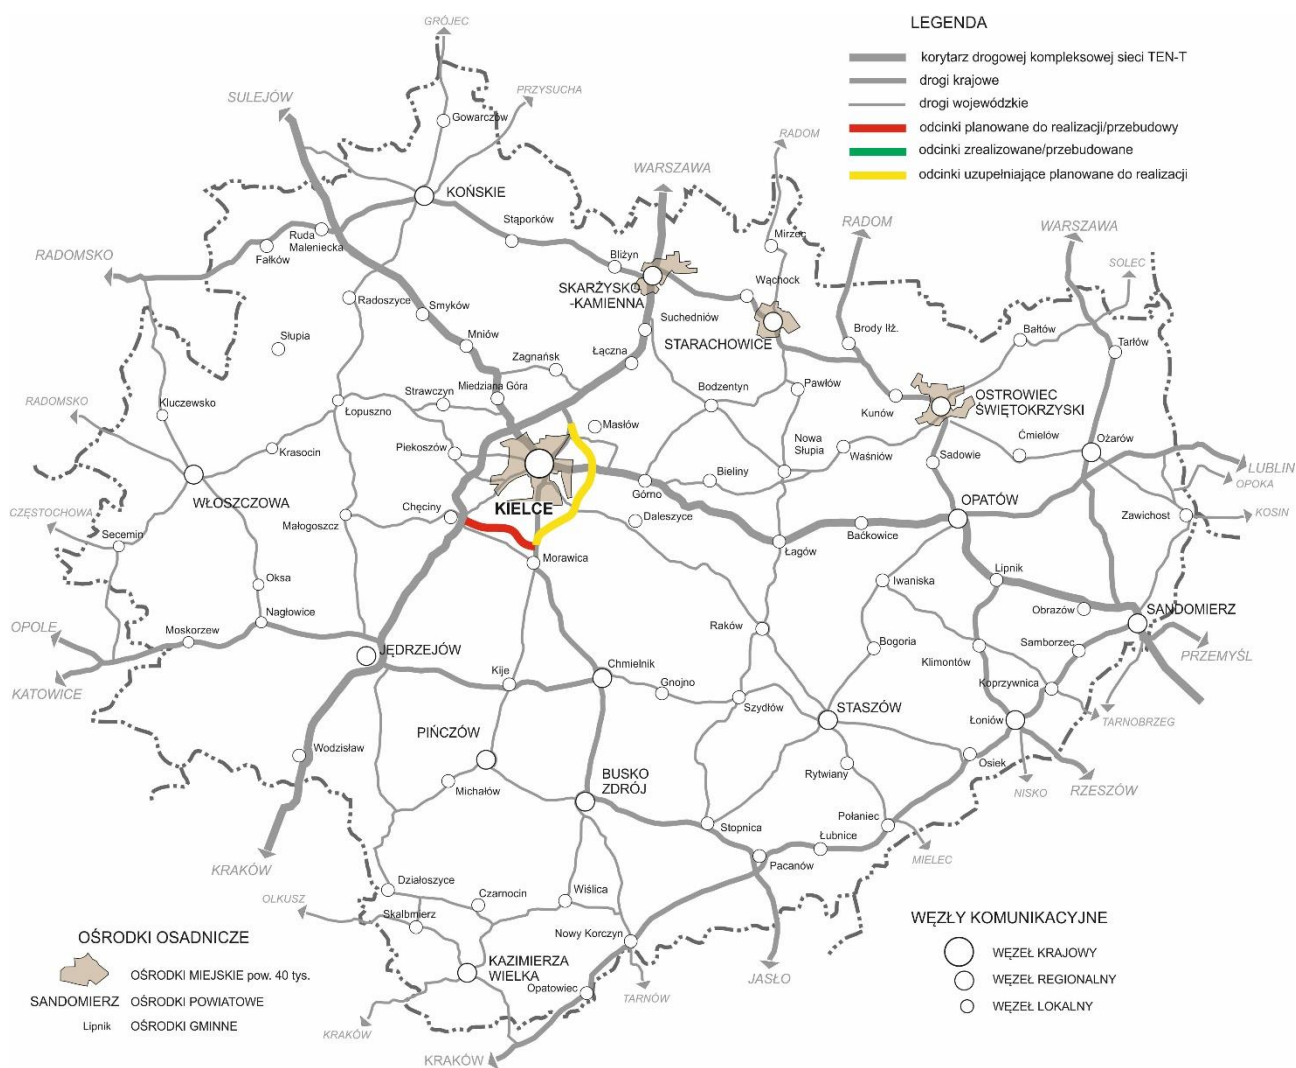 LEGENDA
korytarz drogowej kompleksowej sieci TEN-T
drogi krajowe
drogi wojewódzkie
odcinki planowane do realizacji/przebudowy
odcinki zrealizowane/przebudowane
odcinki uzupełniające planowane do realizacji
GRÓJEC
SULEJÓW
PRZYSUCHA
Gowarczów
RADOM
WARSZAWA
KOŃSKIE
Stąporków
RADOM
WARSZAWA
Mirzec
Ruda
Maleniecka
Fałków
RADOMSKO
Bliżyn
SOLEC
SKARŻYSKO
-KAMIENNA
Wąchock
Radoszyce
Smyków
Suchedniów
STARACHOWICE
Brody Iłż.
Bałtów
Tarłów
Słupia
Mniów
Zagnańsk
Łączna
Strawczyn
Miedziana Góra
Bodzentyn
Pawłów
Kunów
OSTROWIEC
ŚWIĘTOKRZYSKI
RADOMSKO
Kluczewsko
Łopuszno
Masłów
Krasocin
Piekoszów
Nowa
Słupia
Waśniów
Ćmielów
Ożarów
Sadowie
LUBLIN
OPOKA
WŁOSZCZOWA
KIELCE
Górno
Bieliny
OPATÓW
CZĘSTOCHOWA
Secemin
Małogoszcz
Chęciny
Daleszyce
Łagów
Baćkowice
Zawichost
KOSIN
Morawica
Oksa
Iwaniska
Lipnik
Obrazów
SANDOMIERZ
OPOLE
Moskorzew
Nagłowice
Raków
Bogoria
Samborzec
Klimontów
PRZEMYŚL
JĘDRZEJÓW
KATOWICE
Kije
Chmielnik
Gnojno
Koprzywnica
Szydłów
STASZÓW
Łoniów
TARNOBRZEG
PIŃCZÓW
Wodzisław
Michałów
BUSKO
ZDRÓJ
Rytwiany
Osiek
NISKO
RZESZÓW
Stopnica
Połaniec
Łubnice
Pacanów
MIELEC
KRAKÓW
Działoszyce
OLKUSZ
Czarnocin
Wiślica
Skalbmierz
Nowy Korczyn
KAZIMIERZA
WIELKA
Opatowiec
TARNÓW
JASŁO
KRAKÓW
KRAKÓW
OŚRODKI OSADNICZE
OŚRODKI MIEJSKIE pow. 40 tys.
SANDOMIERZ OŚRODKI POWIATOWE
Lipnik OŚRODKI GMINNE
WĘZŁY KOMUNIKACYJNE
WĘZEŁ KRAJOWY
WĘZEŁ REGIONALNY
WĘZEŁ LOKALNY